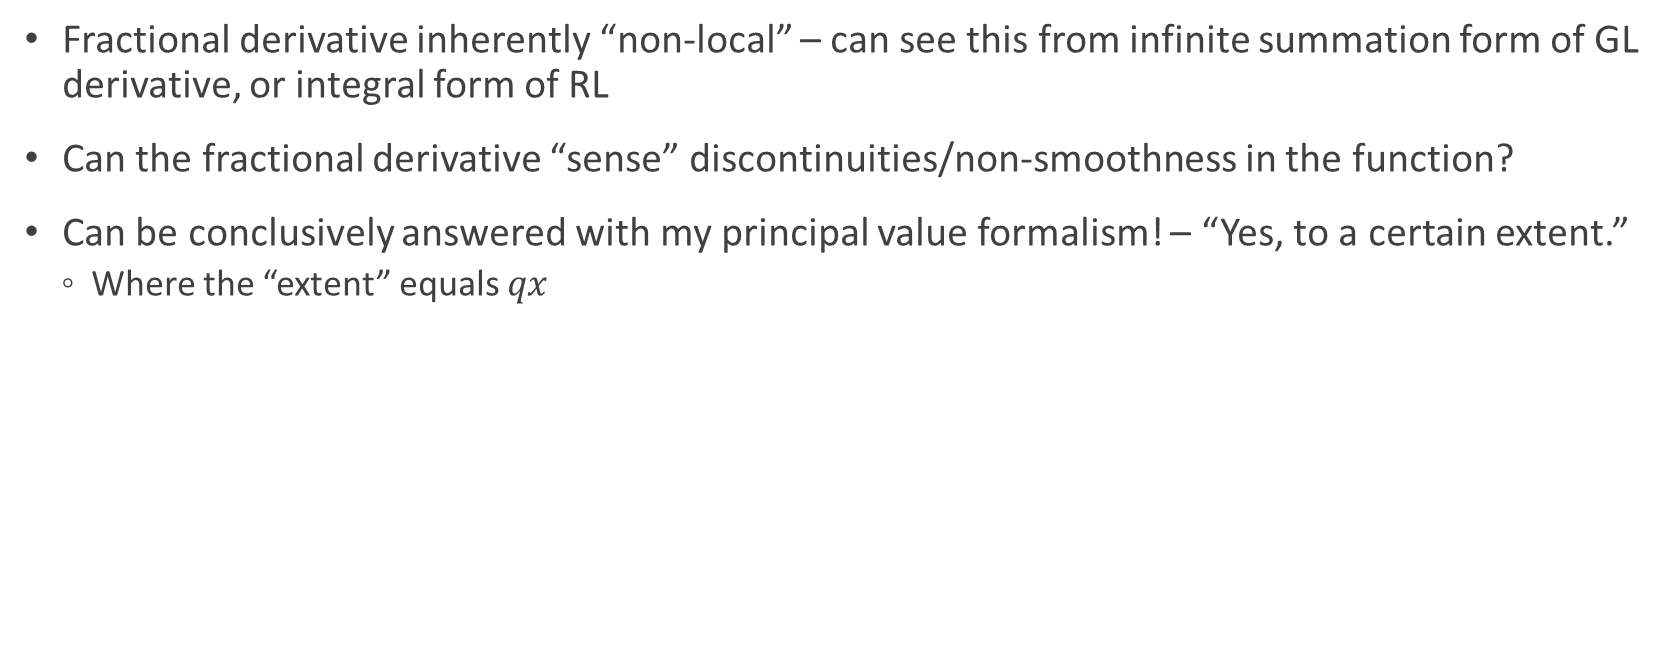 • Fractional derivative inherently “non-local” – can see this from infinite summation form of GL
derivative, or integral form of RL
• Can the fractional derivative “sense” discontinuities/non-smoothness in the function?
• Can be conclusively answered with my principal value formalism! – “Yes, to a certain extent.”
◦ Where the “extent” equals 𝑞𝑥